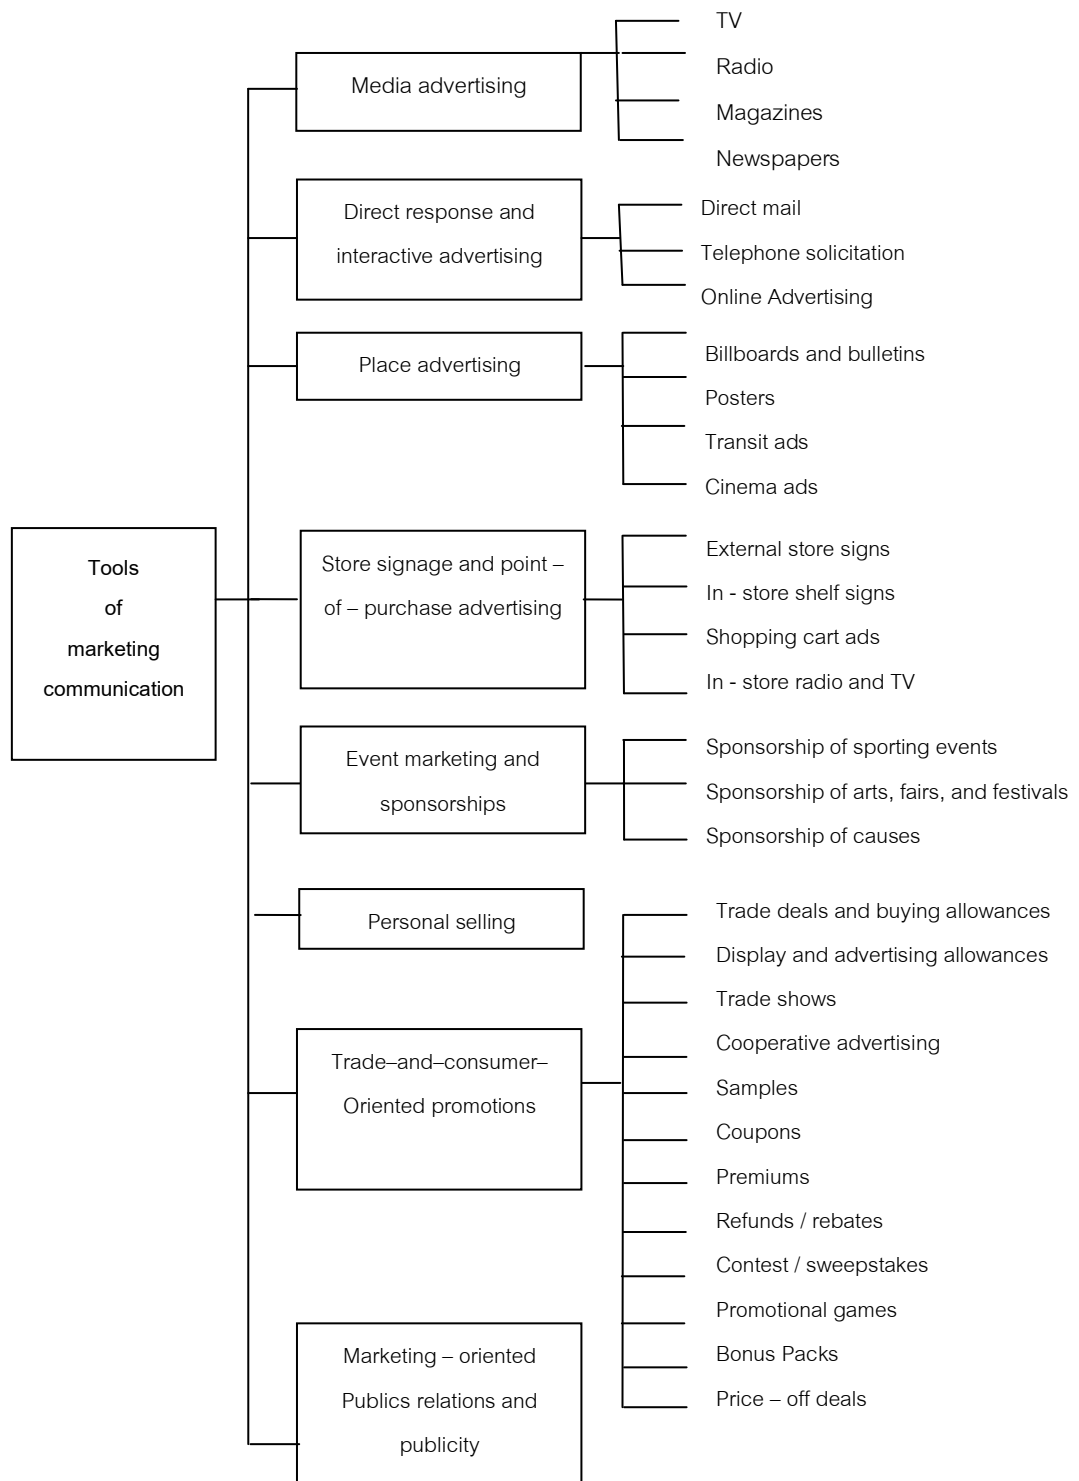 Tools
of
marketing
communication
Media advertising
TV
Radio
Magazines
Newspapers
Direct response and
interactive advertising
Direct mail
Telephone solicitation
Online Advertising
Place advertising
Billboards and bulletins
Posters
Transit ads
Cinema ads
Store signage and point –
of – purchase advertising
External store signs
In - store shelf signs
Shopping cart ads
In - store radio and TV
Event marketing and
sponsorships
Sponsorship of sporting events
Sponsorship of arts, fairs, and festivals
Sponsorship of causes
Personal selling
Trade–and–consumer–
Oriented promotions
Trade deals and buying allowances
Display and advertising allowances
Trade shows
Cooperative advertising
Samples
Coupons
Premiums
Refunds / rebates
Contest / sweepstakes
Promotional games
Bonus Packs
Price – off deals
Marketing – oriented
Publics relations and
publicity